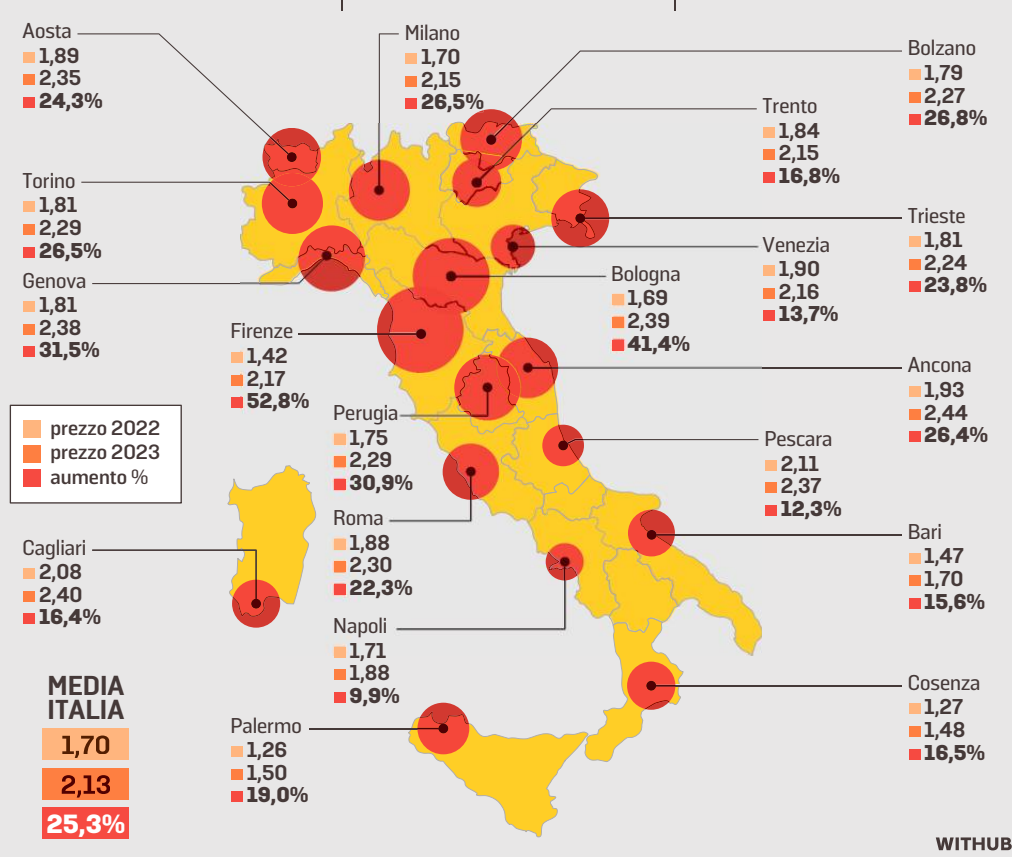 Aosta
1,89
2,35
24,3%
Milano
1,70
2,15
26,5%
Bolzano
1,79
2,27
26,8%
Trento
1,84
2,15
16,8%
Torino
1,81
2,29
26,5%
Trieste
1,81
2,24
23,8%
Venezia
1,90
2,16
13,7%
Genova
1,81
2,38
31,5%
Bologna
1,69
2,39
41,4%
Firenze
1,42
2,17
52,8%
Ancona
1,93
2,44
26,4%
Perugia
1,75
2,29
30,9%
prezzo 2022
prezzo 2023
aumento %
Pescara
2,11
2,37
12,3%
Roma
1,88
2,30
22,3%
Bari
1,47
1,70
15,6%
Cagliari
2,08
2,40
16,4%
Napoli
1,71
1,88
9,9%
Cosenza
1,27
1,48
16,5%
MEDIA
ITALIA
1,70
2,13
25,3%
Palermo
1,26
1,50
19,0%
WITHUB